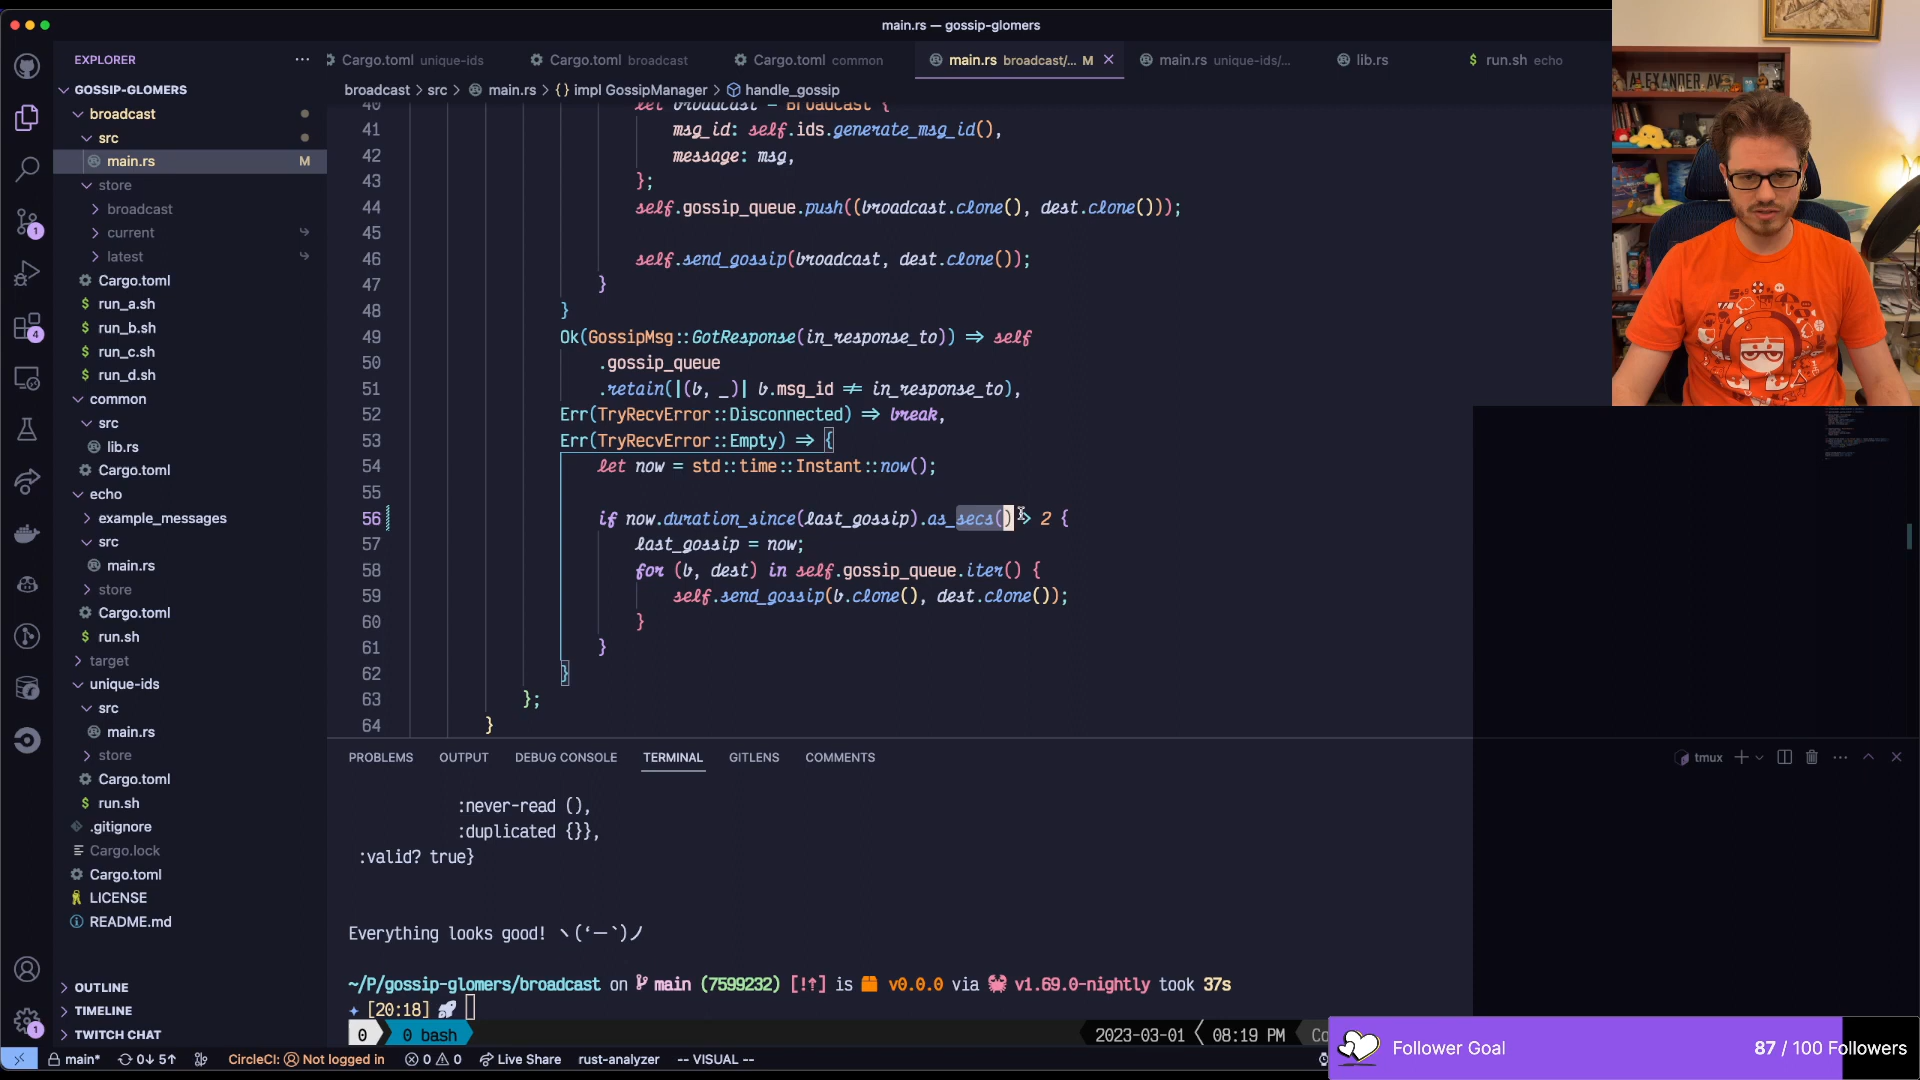 main.rs — gossip-glomers
EXPLORER
Cargo.toml unique-ids
Cargo.toml broadcast
Cargo.toml common
main.rs broadcast/... M
main.rs unique-ids/...
lib.rs
$ run.sh echo
broadcast > src > main.rs > {} impl GossipManager > handle_gossip
GOSSIP-GLOMERS
broadcast
src
main.rs M
store
broadcast
current
latest
Cargo.toml
$ run_a.sh
$ run_b.sh
$ run_c.sh
$ run_d.sh
common
src
lib.rs
Cargo.toml
echo
example_messages
src
main.rs
store
Cargo.toml
$ run.sh
target
unique-ids
src
main.rs
store
Cargo.toml
$ run.sh
.gitignore
Cargo.lock
Cargo.toml
LICENSE
README.md
OUTLINE
TIMELINE
TWITCH CHAT
1
4
1
40 let broadcast = Broadcast {
41 msg_id: self.ids.generate_msg_id(),
42 message: msg,
43 };
44 self.gossip_queue.push((broadcast.clone(), dest.clone()));
45
46 self.send_gossip(broadcast, dest.clone());
47 }
48 }
49 Ok(GossipMsg::GotResponse(in_response_to)) => self
50 .gossip_queue
51 .retain(|(b, _)| b.msg_id != in_response_to),
52 Err(TryRecvError::Disconnected) => break,
53 Err(TryRecvError::Empty) => {
54 let now = std::time::Instant::now();
55
56 if now.duration_since(last_gossip).as_secs() > 2 {
57 last_gossip = now;
58 for (b, dest) in self.gossip_queue.iter() {
59 self.send_gossip(b.clone(), dest.clone());
60 }
61 }
62 }
63 };
64 }
PROBLEMS OUTPUT DEBUG CONSOLE TERMINAL GITLENS COMMENTS
tmux
:never-read (),
:duplicated {}},
:valid? true}
Everything looks good! ヽ(‘ー`)ノ
~/P/gossip-glomers/broadcast on main (7599232) [!↑] is v0.0.0 via v1.69.0-nightly took 37s
[20:18]
0 0 bash
2023-03-01 08:19 PM Co
main* 0↓ 5↑ CircleCI: Not logged in 0 0 Live Share rust-analyzer -- VISUAL --
Follower Goal
87 / 100 Followers
ALEXANDER AV